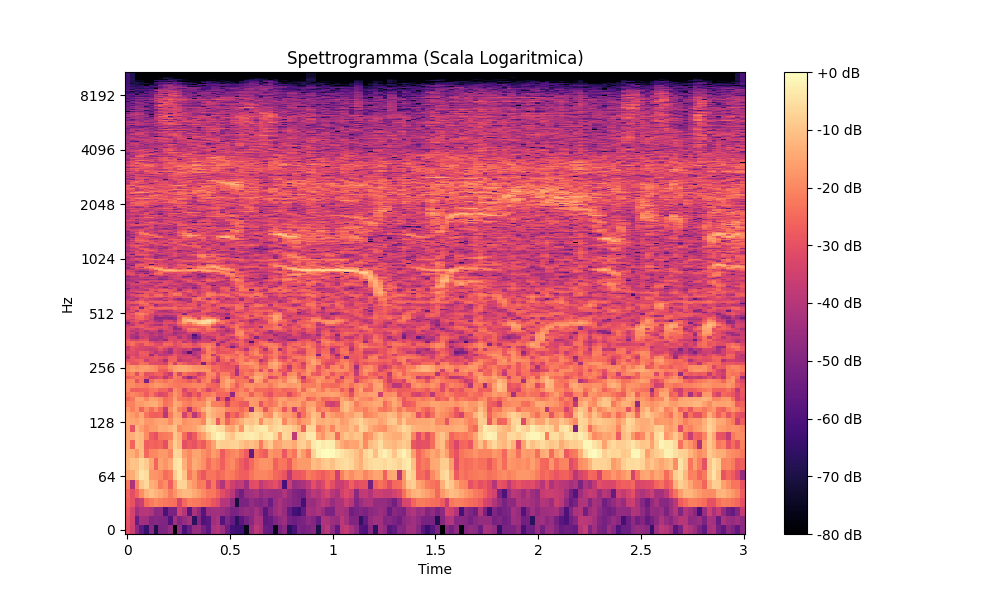 Spettrogramma (Scala Logaritmica)
8192
4096
2048
1024
512
256
128
64
0
Hz
0
0.5
1
1.5
2
2.5
3
Time
+0 dB
-10 dB
-20 dB
-30 dB
-40 dB
-50 dB
-60 dB
-70 dB
-80 dB